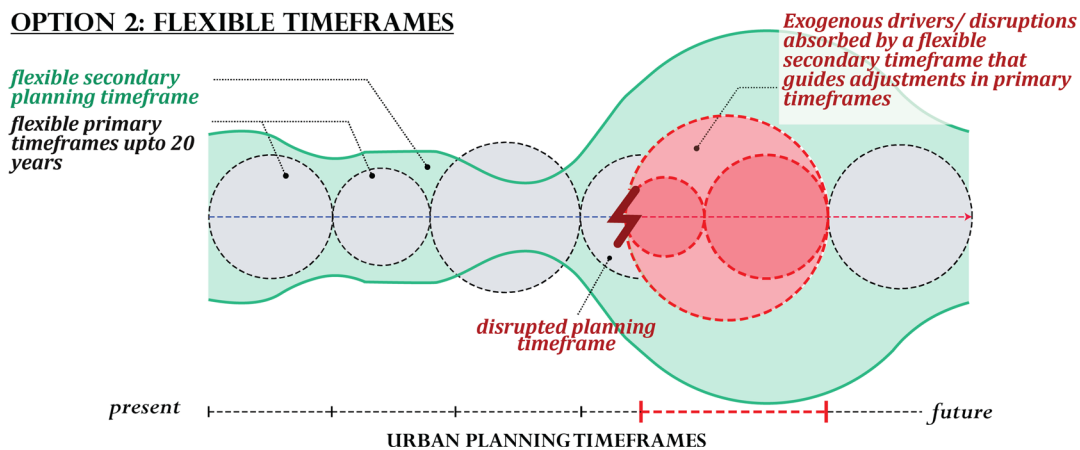 OPTION 2: FLEXIBLE TIMEFRAMES
flexible secondary
planning timeframe
flexible primary
timeframes upto 20
years
Exogenous drivers/ disruptions
absorbed by a flexible
secondary timeframe that
guides adjustments in primary
timeframes
disrupted planning
timeframe
present
future
URBAN PLANNING TIMEFRAMES